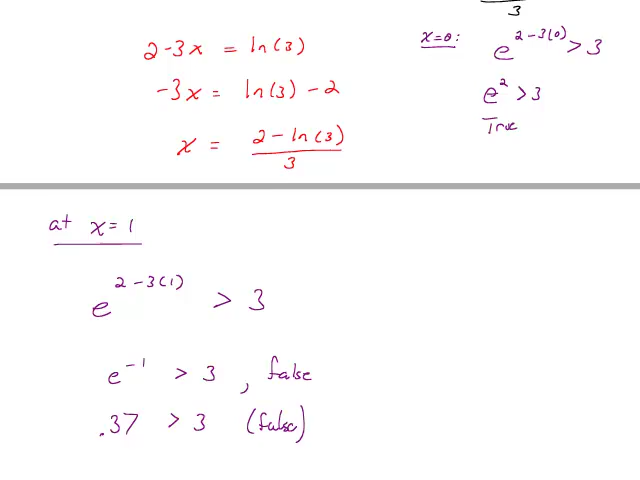 3
2-3x = ln(3)
-3x = ln(3) - 2
x = (2 - ln(3))/3
x=0: e^(2-3(0)) > 3
e^2 > 3
True
at x=1
e^(2-3(1)) > 3
e^-1 > 3, false
.37 > 3 (false)